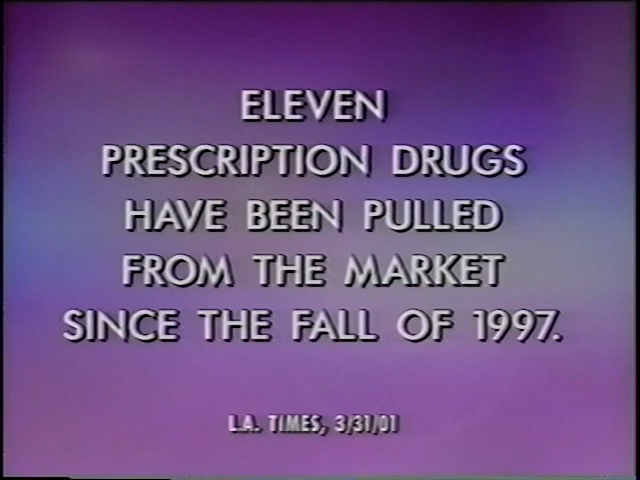 ELEVEN
PRESCRIPTION DRUGS
HAVE BEEN PULLED
FROM THE MARKET
SINCE THE FALL OF 1997.
L.A. TIMES, 3/31/01